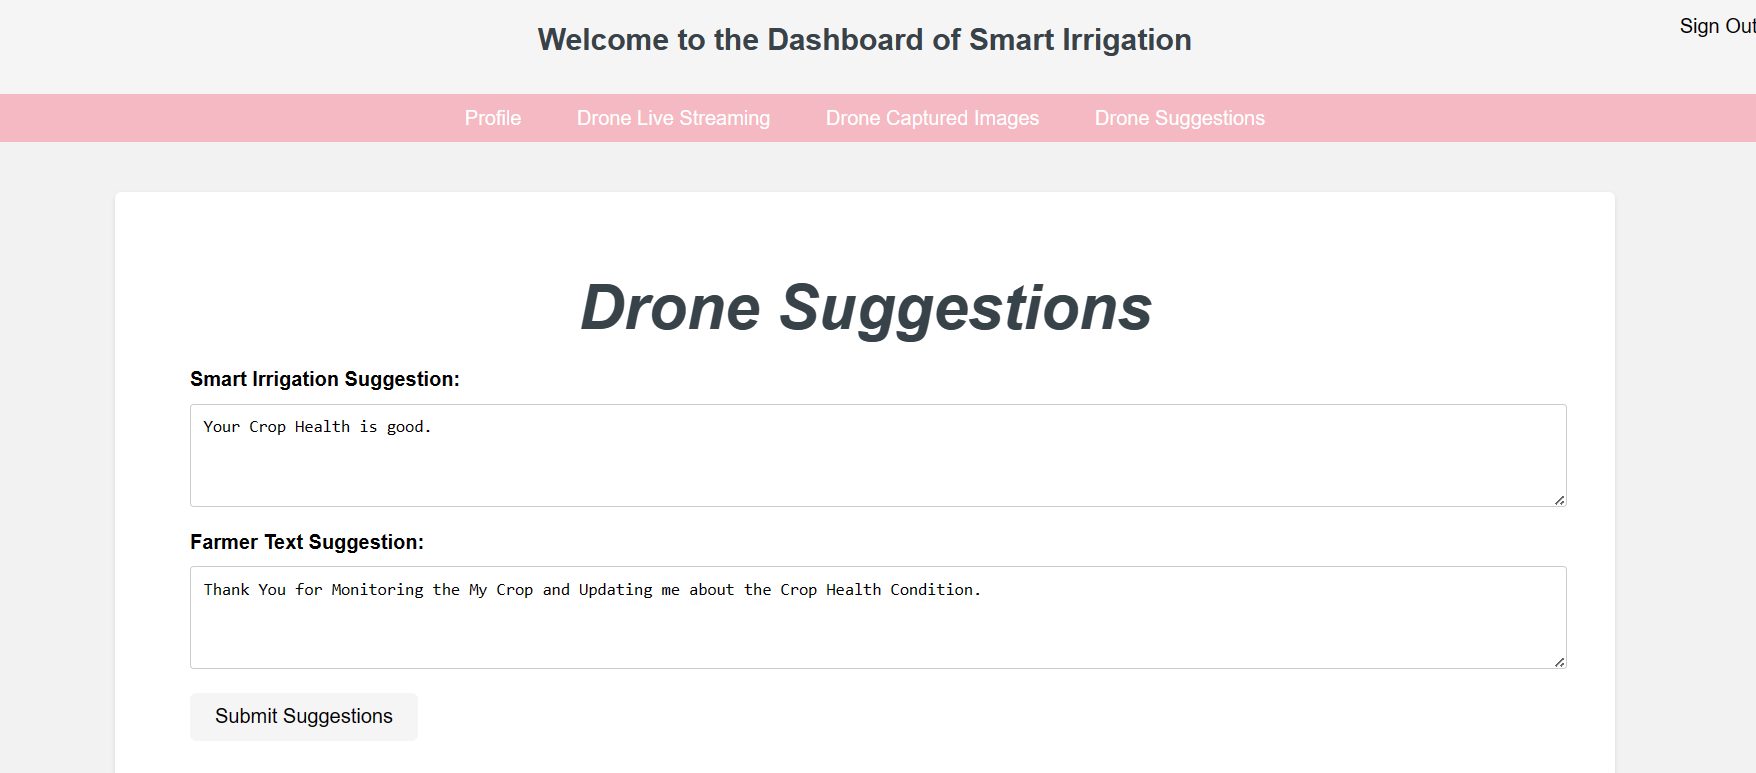 Welcome to the Dashboard of Smart Irrigation
Sign Out
Profile Drone Live Streaming Drone Captured Images Drone Suggestions
Drone Suggestions
Smart Irrigation Suggestion:
Your Crop Health is good.
Farmer Text Suggestion:
Thank You for Monitoring the My Crop and Updating me about the Crop Health Condition.
Submit Suggestions